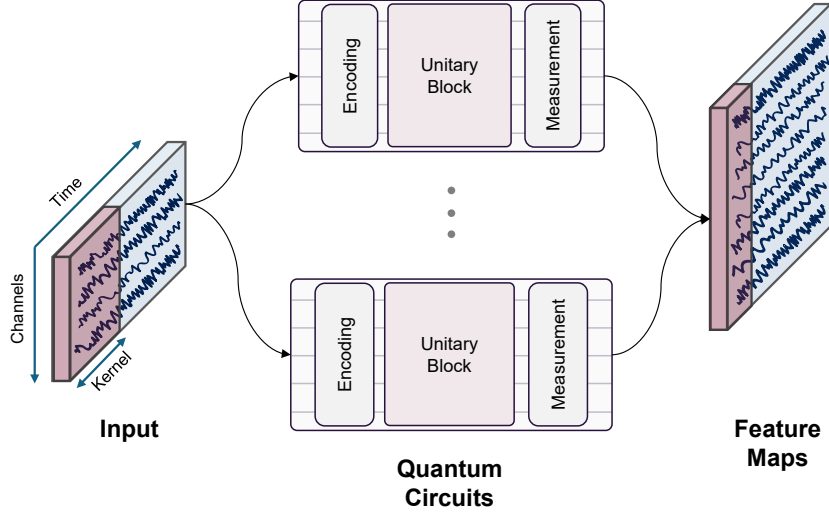 Encoding
Unitary
Block
Measurement
Time
Channels
Kernel
Input
Encoding
Unitary
Block
Measurement
Quantum
Circuits
Feature
Maps